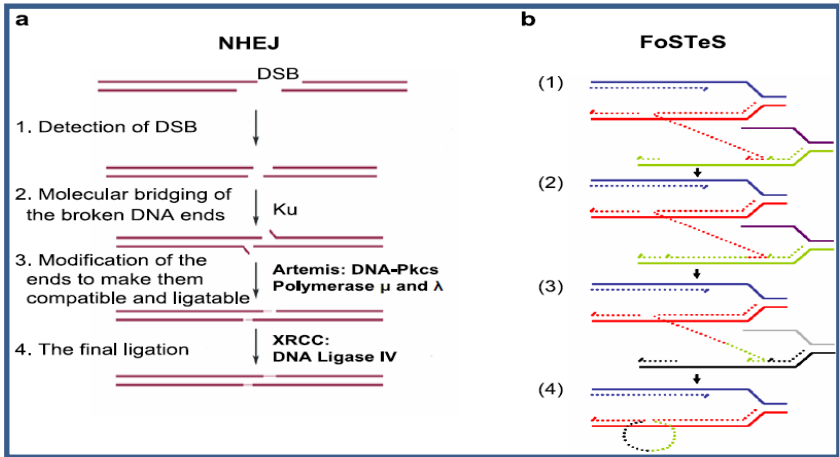 a
NHEJ
DSB
1. Detection of DSB
2. Molecular bridging of
the broken DNA ends
Ku
3. Modification of the
ends to make them
compatible and ligatable
Artemis: DNA-Pkcs
Polymerase μ and λ
4. The final ligation
XRCC:
DNA Ligase IV
b
FoSTeS
(1)
(2)
(3)
(4)